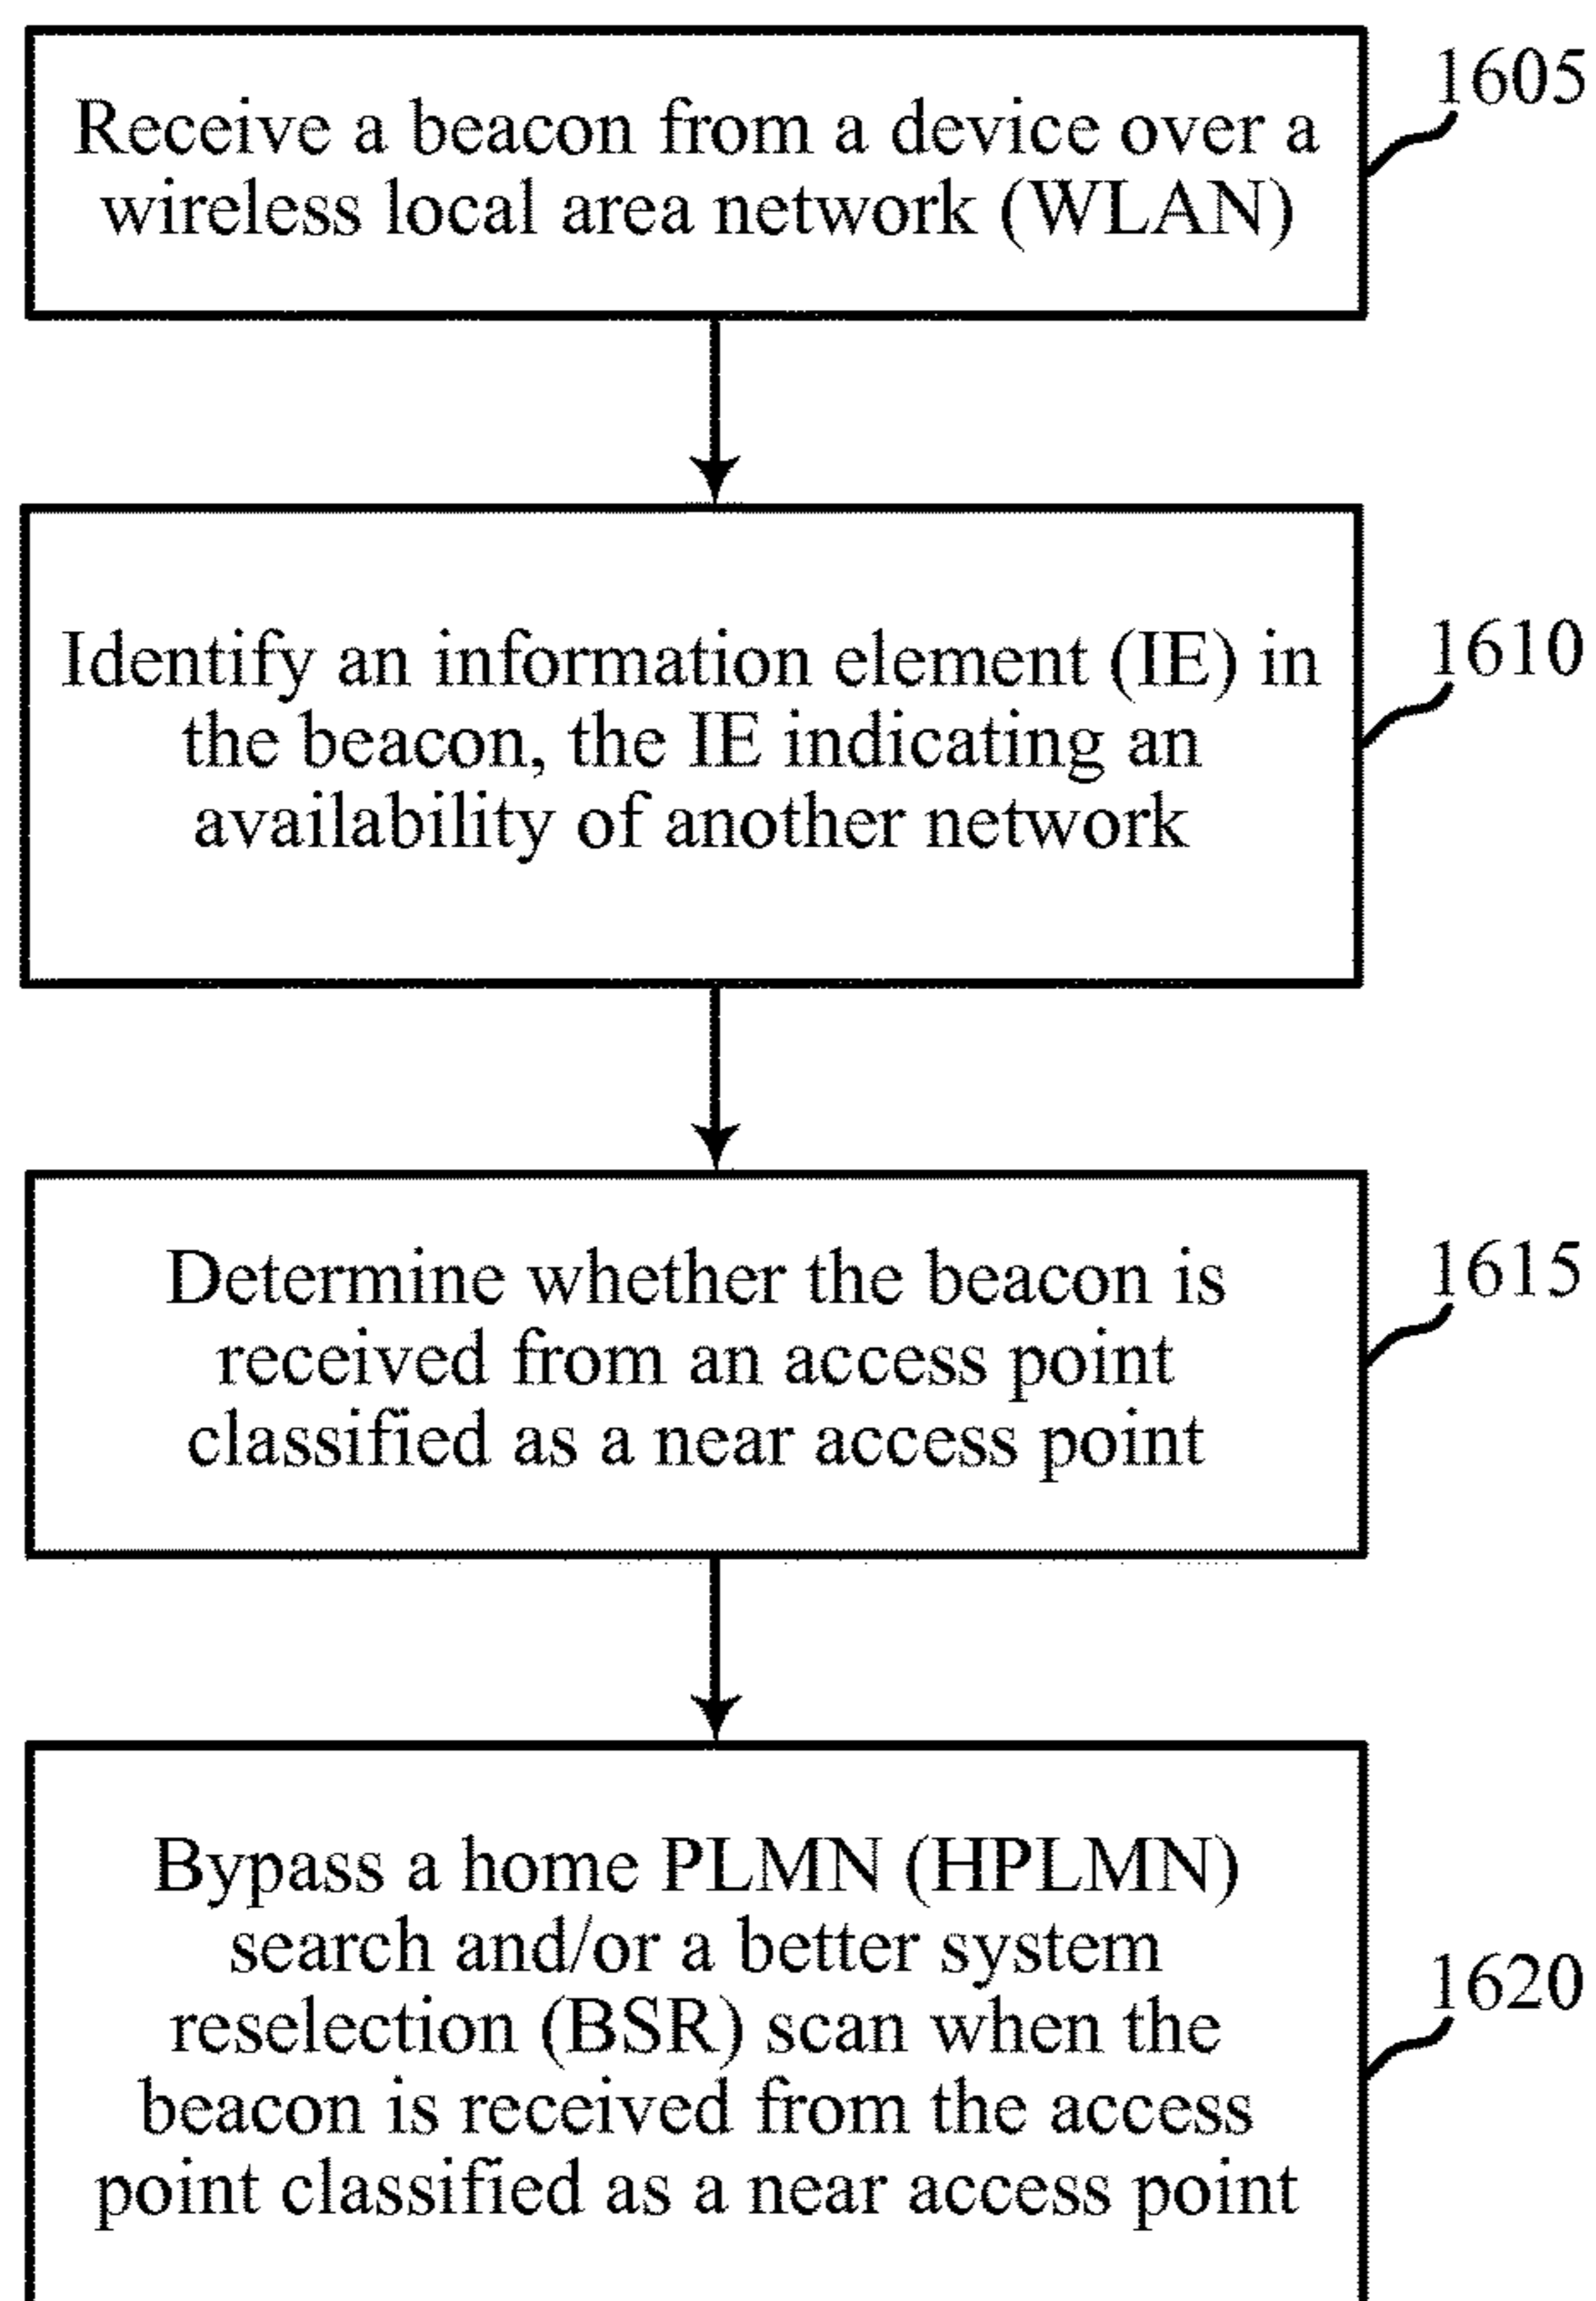 Receive a beacon from a device over a
wireless local area network (WLAN)
1605
Identify an information element (IE) in
the beacon, the IE indicating an
availability of another network
1610
Determine whether the beacon is
received from an access point
classified as a near access point
1615
Bypass a home PLMN (HPLMN)
search and/or a better system
reselection (BSR) scan when the
beacon is received from the access
point classified as a near access point
1620